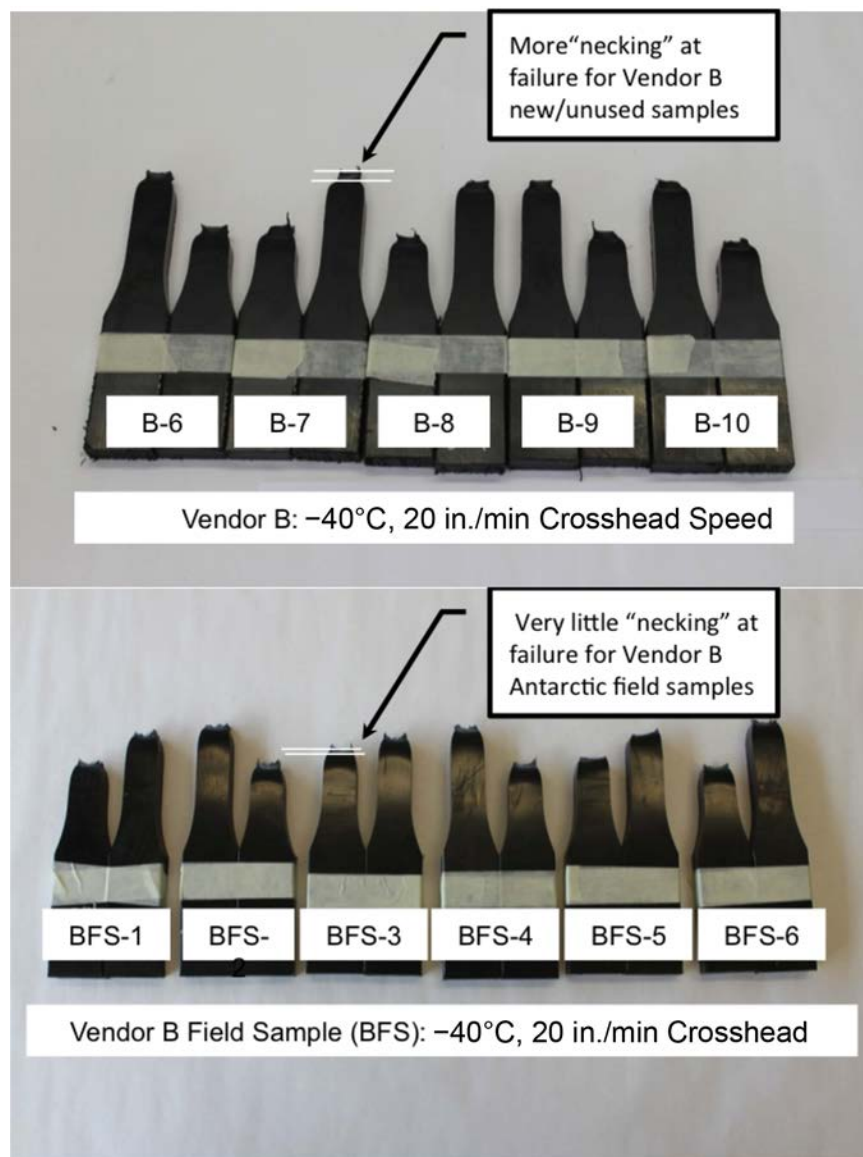 More“necking” at
failure for Vendor B
new/unused samples
B-6
B-7
B-8
B-9
B-10
Vendor B: −40°C, 20 in./min Crosshead Speed
Very little “necking” at
failure for Vendor B
Antarctic field samples
BFS-1
BFS-
2
BFS-3
BFS-4
BFS-5
BFS-6
Vendor B Field Sample (BFS): −40°C, 20 in./min Crosshead